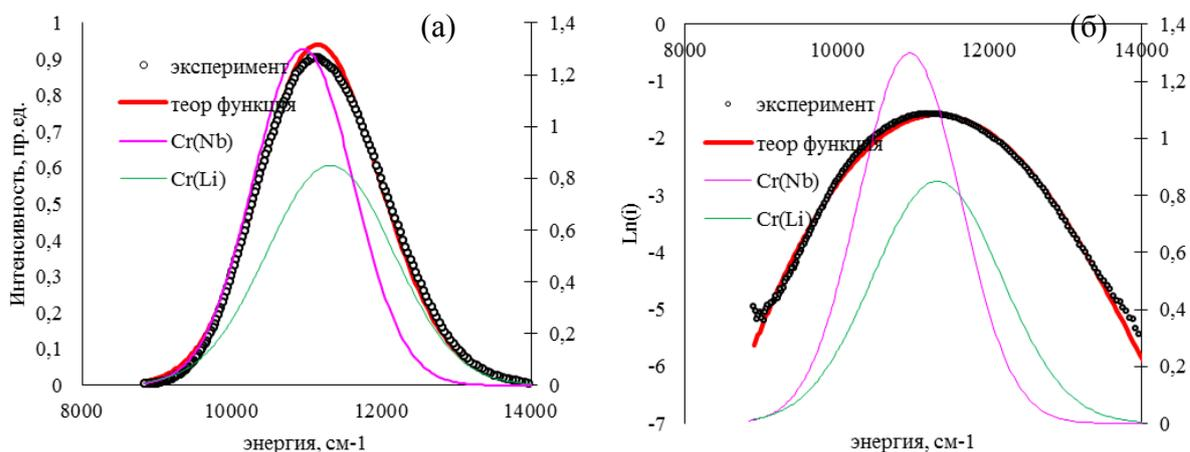 (а)
1
0,9
0,8
0,7
0,6
0,5
0,4
0,3
0,2
0,1
0
Интенсивность, пр.ед.
эксперимент
теор функция
Cr(Nb)
Cr(Li)
1,4
1,2
1
0,8
0,6
0,4
0,2
0
8000 10000 12000 14000
энергия, см-1
(б)
0
-1
-2
-3
-4
-5
-6
-7
Ln(i)
8000 10000 12000 14000
эксперимент
теор функция
Cr(Nb)
Cr(Li)
1,4
1,2
1
0,8
0,6
0,4
0,2
0
энергия, см-1